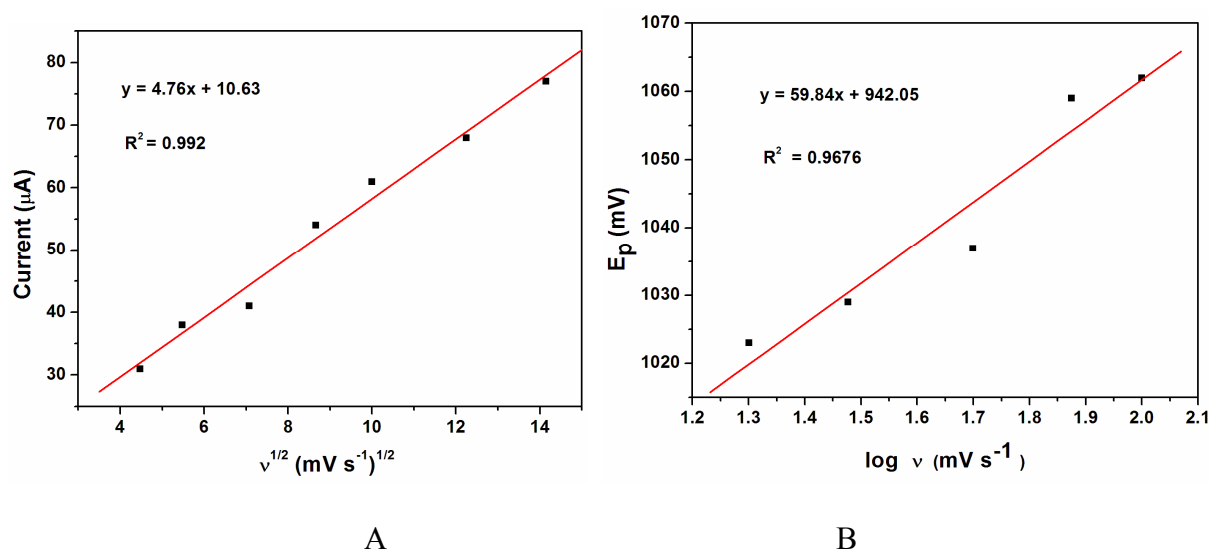 y = 4.76x + 10.63
R² = 0.992
Current (μA)
80
70
60
50
40
30
4 6 8 10 12 14
ν^1/2 (mV s^-1)^1/2
A
y = 59.84x + 942.05
R² = 0.9676
E_p (mV)
1070
1060
1050
1040
1030
1020
1.2 1.3 1.4 1.5 1.6 1.7 1.8 1.9 2.0 2.1
log ν (mV s^-1)
B